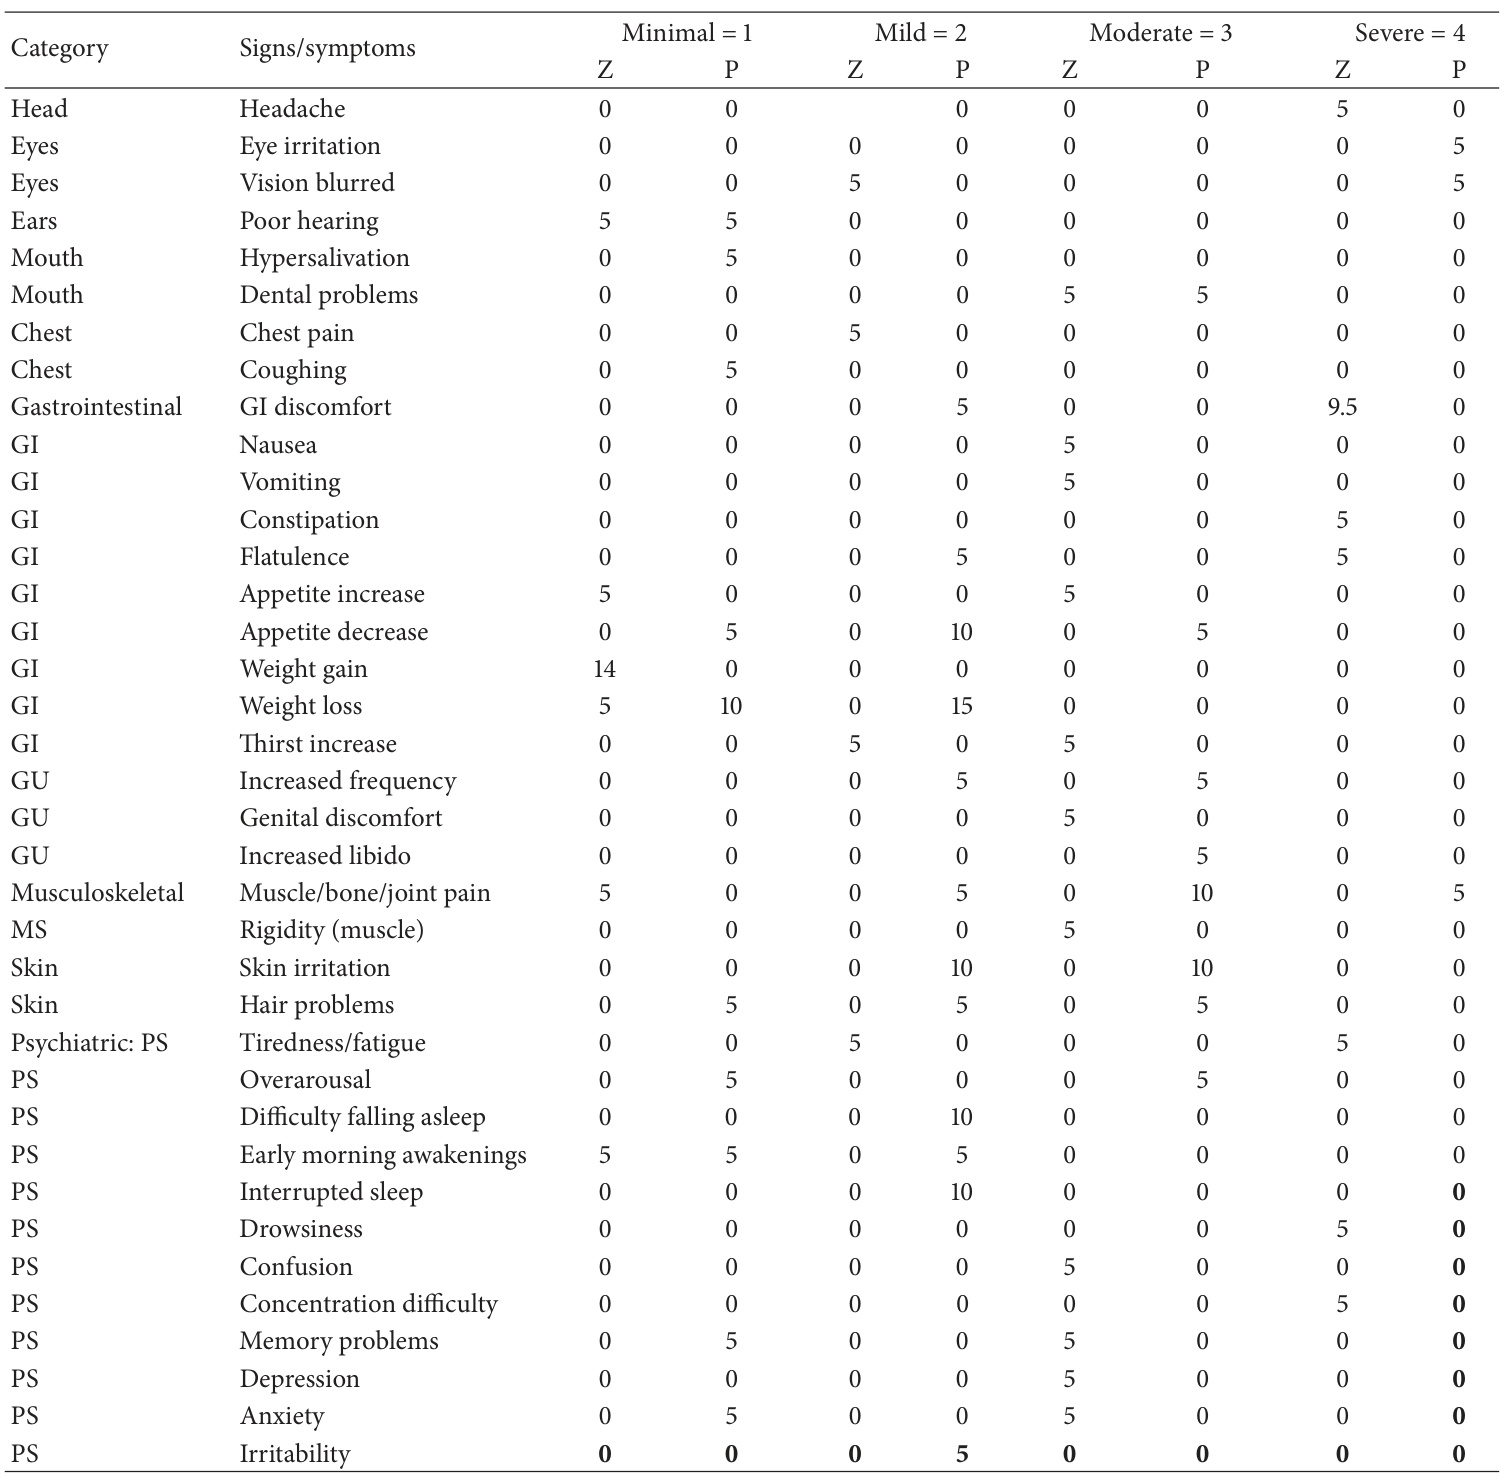 Category Signs/symptoms Minimal = 1 Mild = 2 Moderate = 3 Severe = 4
Z P Z P Z P Z P
Head Headache 0 0 0 0 0 5 0
Eyes Eye irritation 0 0 0 0 0 0 0 5
Eyes Vision blurred 0 0 5 0 0 0 0 5
Ears Poor hearing 5 5 0 0 0 0 0 0
Mouth Hypersalivation 0 5 0 0 0 0 0 0
Mouth Dental problems 0 0 0 0 5 5 0 0
Chest Chest pain 0 0 5 0 0 0 0 0
Chest Coughing 0 5 0 0 0 0 0 0
Gastrointestinal GI discomfort 0 0 0 5 0 0 9.5 0
GI Nausea 0 0 0 0 5 0 0 0
GI Vomiting 0 0 0 0 5 0 0 0
GI Constipation 0 0 0 0 0 0 5 0
GI Flatulence 0 0 0 5 0 0 5 0
GI Appetite increase 5 0 0 0 5 0 0 0
GI Appetite decrease 0 5 0 10 0 5 0 0
GI Weight gain 14 0 0 0 0 0 0 0
GI Weight loss 5 10 0 15 0 0 0 0
GI Thirst increase 0 0 5 0 5 0 0 0
GU Increased frequency 0 0 0 5 0 5 0 0
GU Genital discomfort 0 0 0 0 5 0 0 0
GU Increased libido 0 0 0 0 0 5 0 0
Musculoskeletal Muscle/bone/joint pain 5 0 0 5 0 10 0 5
MS Rigidity (muscle) 0 0 0 0 5 0 0 0
Skin Skin irritation 0 0 0 10 0 10 0 0
Skin Hair problems 0 5 0 5 0 5 0 0
Psychiatric: PS Tiredness/fatigue 0 0 5 0 0 0 5 0
PS Overarousal 0 5 0 0 0 5 0 0
PS Difficulty falling asleep 0 0 0 10 0 0 0 0
PS Early morning awakenings 5 5 0 5 0 0 0 0
PS Interrupted sleep 0 0 0 10 0 0 0 0
PS Drowsiness 0 0 0 0 0 0 5 0
PS Confusion 0 0 0 0 5 0 0 0
PS Concentration difficulty 0 0 0 0 0 0 5 0
PS Memory problems 0 5 0 0 5 0 0 0
PS Depression 0 0 0 0 5 0 0 0
PS Anxiety 0 5 0 0 5 0 0 0
PS Irritability 0 0 0 5 0 0 0 0